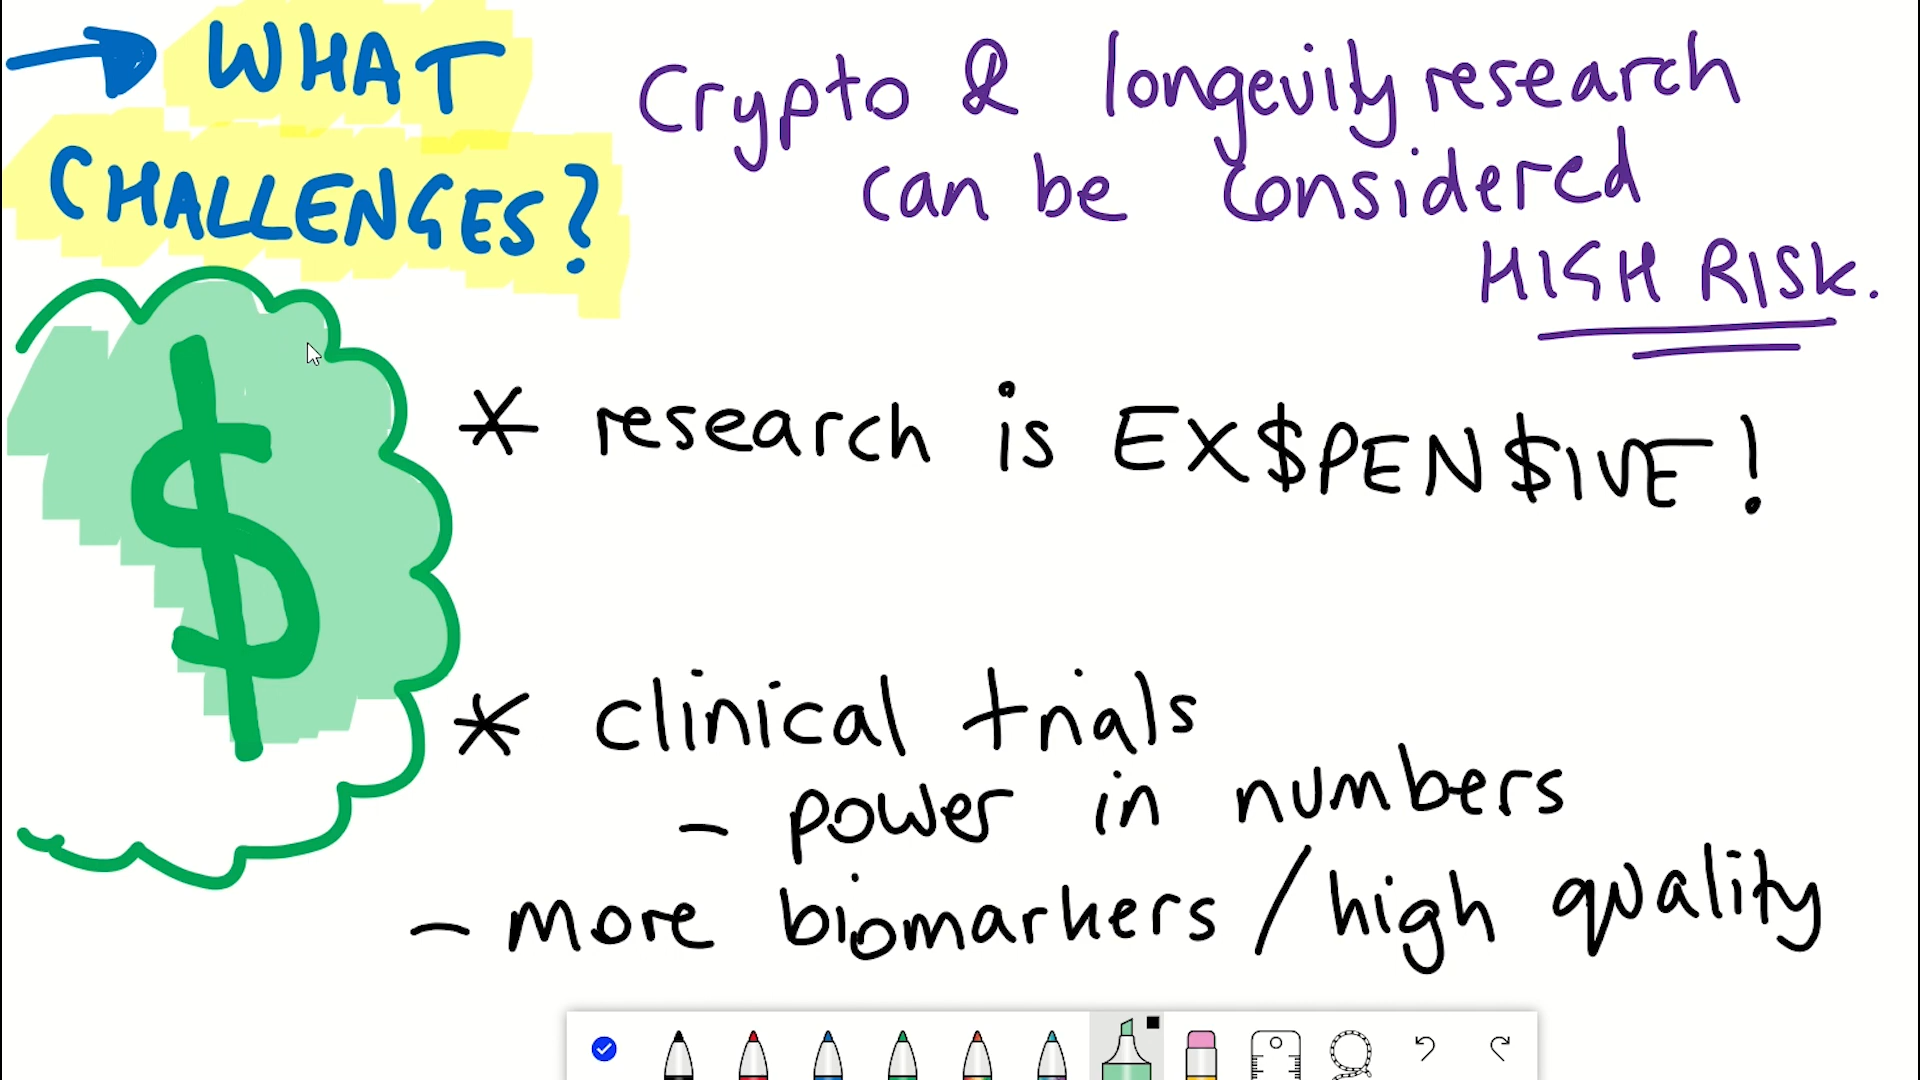 WHAT
CHALLENGES?
Crypto & longevity research
can be considered
HIGH RISK.
$
* research is EX$PEN$IVE!
* clinical trials
- power in numbers
- more biomarkers / high quality